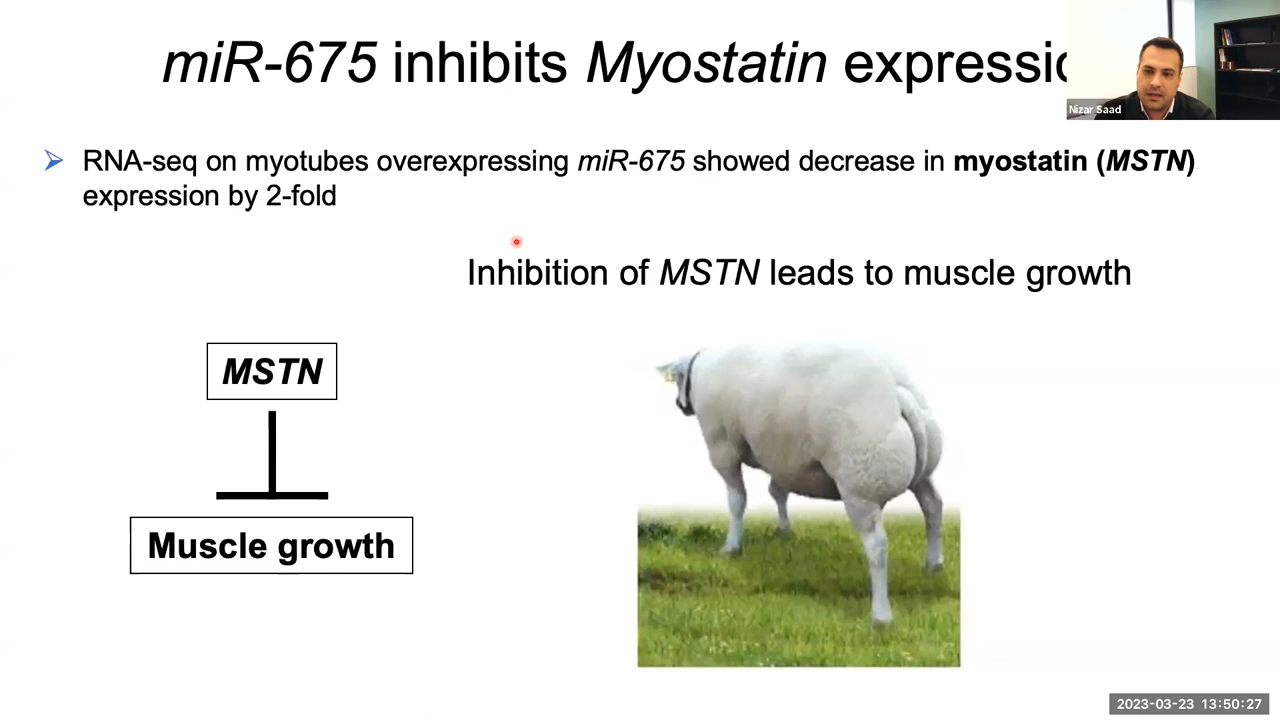 miR-675 inhibits Myostatin expressio
Nizar Saad
➢ RNA-seq on myotubes overexpressing miR-675 showed decrease in myostatin (MSTN)
expression by 2-fold
Inhibition of MSTN leads to muscle growth
MSTN
Muscle growth
2023-03-23 13:50:27